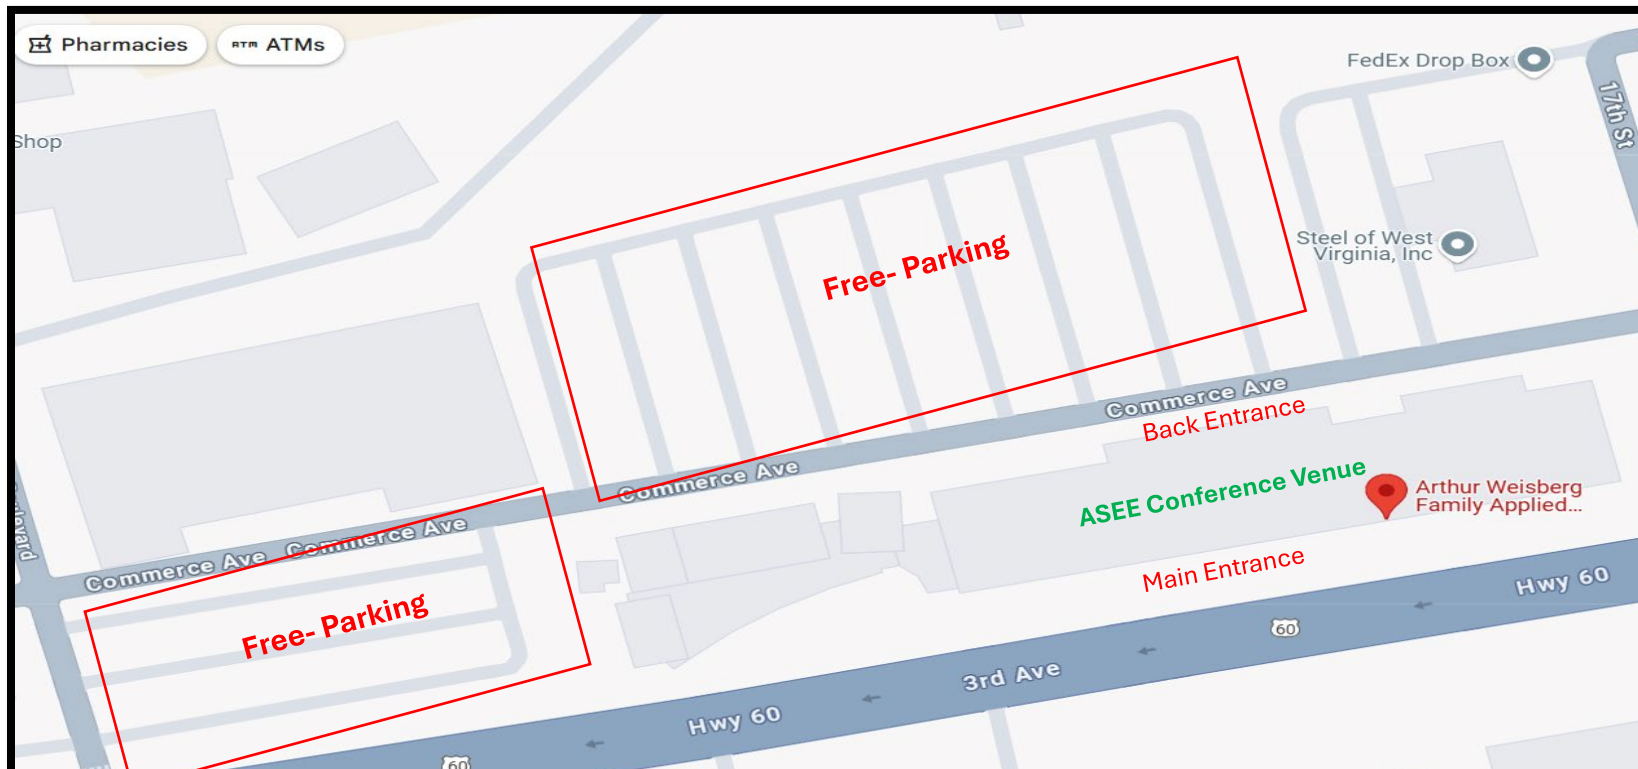 Pharmacies
ATM ATMs
FedEx Drop Box
17th St
Shop
Free- Parking
Steel of West
Virginia, Inc
Commerce Ave
Back Entrance
Commerce Ave
ASEE Conference Venue
Arthur Weisberg
Family Applied...
Commerce Ave
Commerce Ave
Main Entrance
Hwy 60
Free- Parking
60
3rd Ave
Hwy 60
60